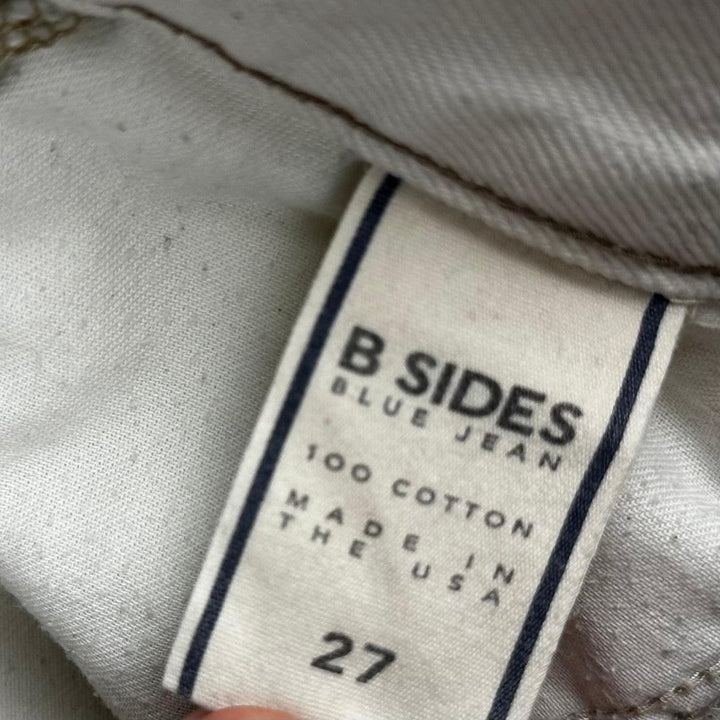 B SIDES
BLUE JEAN
100 COTTON
MADE IN
THE USA
27